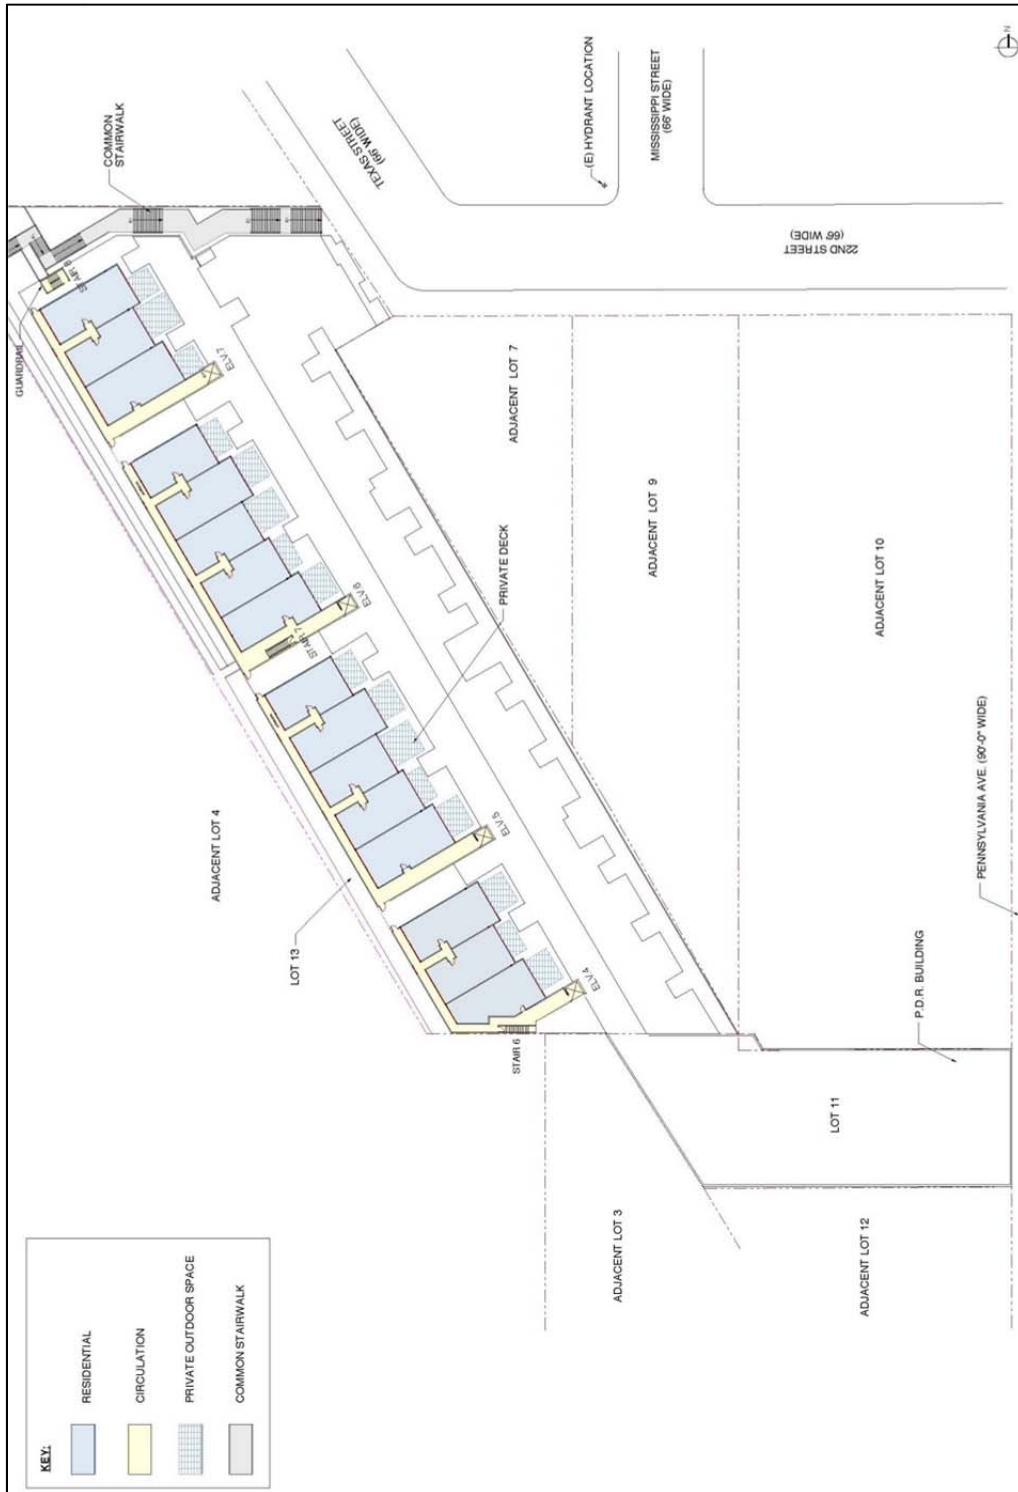 COMMON
STAIRWALK
TEXAS STREET
(66' WIDE)
(E) HYDRANT LOCATION
MISSISSIPPI STREET
(66' WIDE)
N
22ND STREET
(66' WIDE)
GUARDRAIL
STAIR 8
ELV.7
ADJACENT LOT 7
ADJACENT LOT 9
ADJACENT LOT 10
PRIVATE DECK
ELV.6
STAIR 7
ADJACENT LOT 4
LOT 13
ELV.5
ELV.4
STAIR 6
PENNSYLVANIA AVE. (90'-0" WIDE)
P.D.R. BUILDING
LOT 11
ADJACENT LOT 3
ADJACENT LOT 12
KEY:
RESIDENTIAL
CIRCULATION
PRIVATE OUTDOOR SPACE
COMMON STAIRWALK